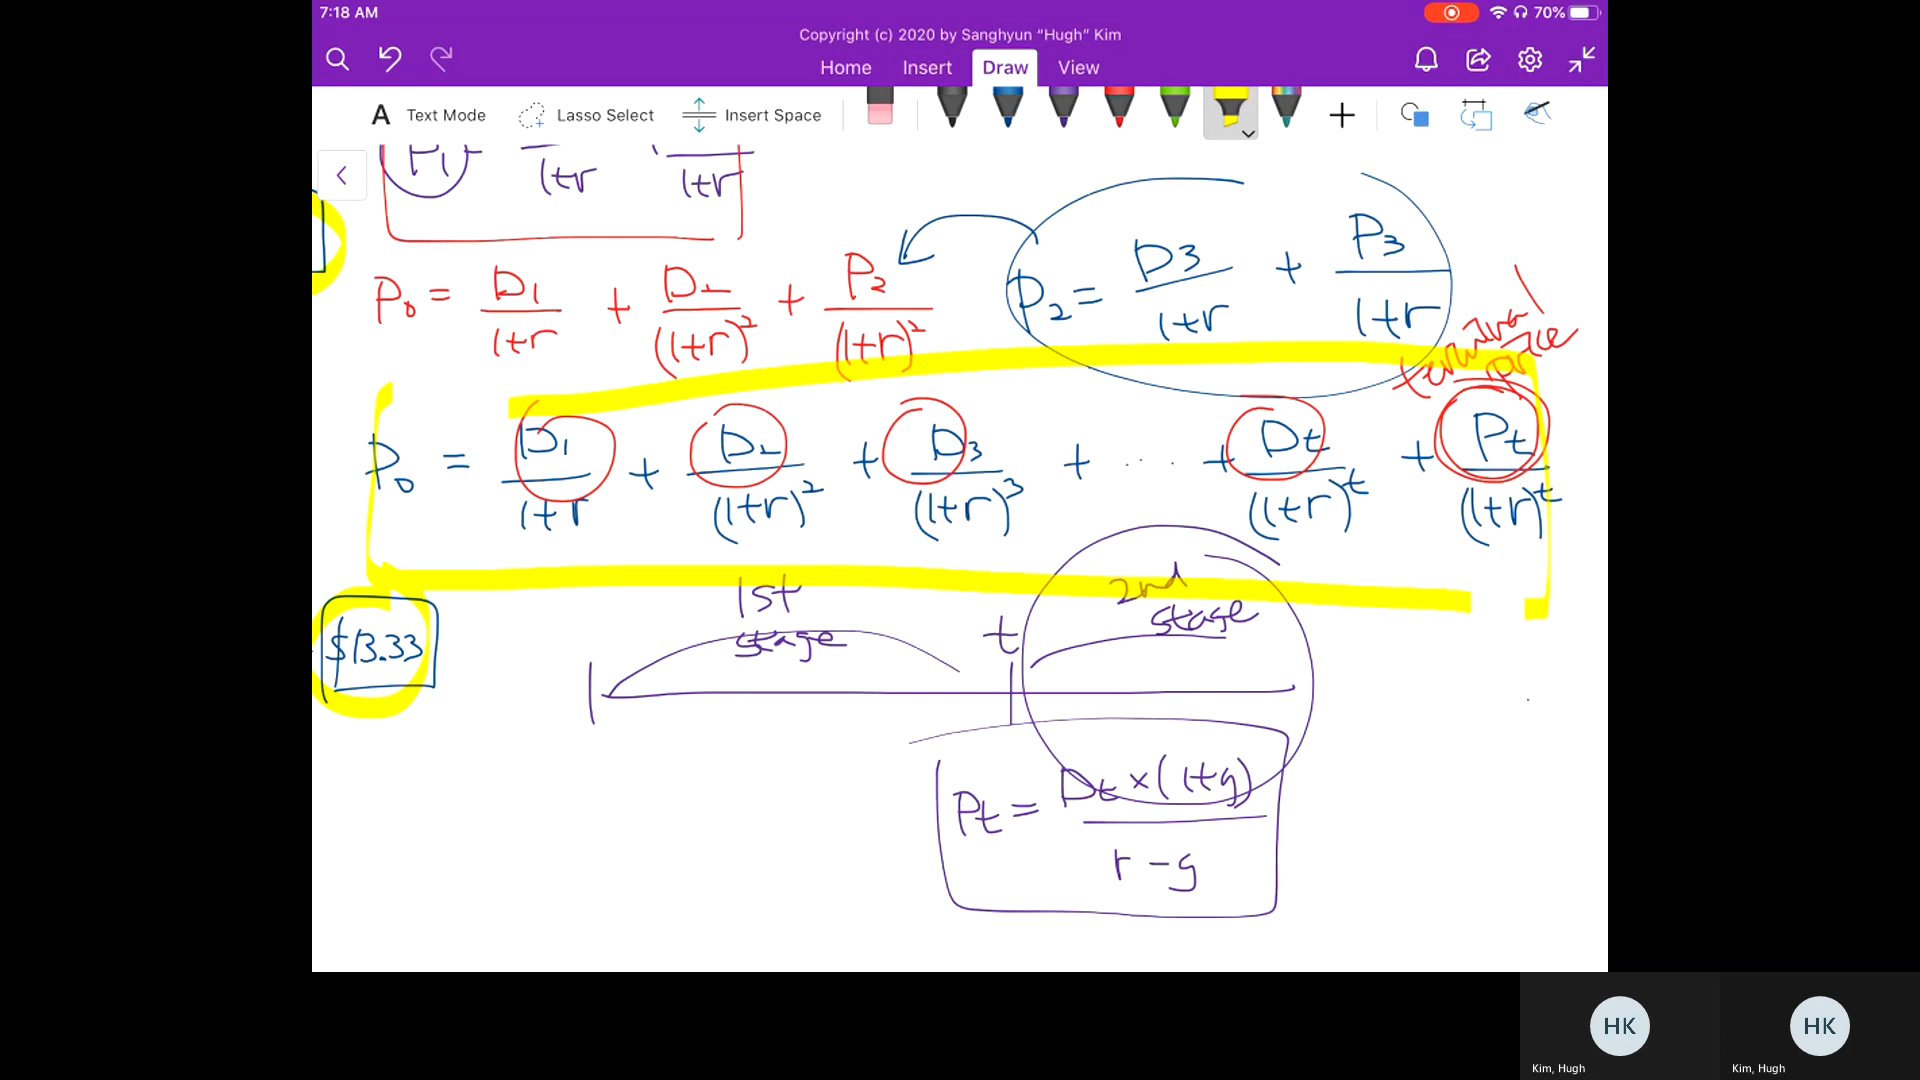 7:18 AM
70%
Copyright (c) 2020 by Sanghyun “Hugh” Kim
Home Insert Draw View
A Text Mode Lasso Select Insert Space
P1 1+r 1+r
P2 = D3/(1+r) + P3/(1+r)
P0 = D1/(1+r) + D2/(1+r)^2 + P2/(1+r)^2
terminal price
P0 = D1/(1+r) + D2/(1+r)^2 + D3/(1+r)^3 + ···· + Dt/(1+r)^t + Pt/(1+r)^t
1st stage
t
2nd stage
$13.33
Pt = Dt×(1+g)/(r-g)
HK HK
Kim, Hugh Kim, Hugh